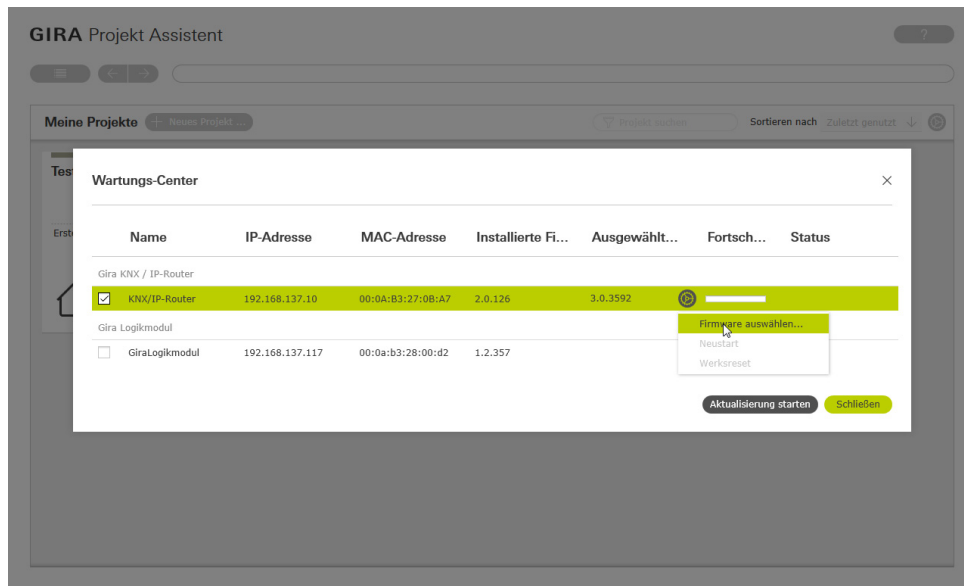 GIRA Projekt Assistent
?
Meine Projekte + Neues Projekt ... Projekt suchen Sortieren nach Zuletzt genutzt
Tes
Wartungs-Center
Erste
Name IP-Adresse MAC-Adresse Installierte Fi... Ausgewählt... Fortsch... Status
Gira KNX / IP-Router
KNX/IP-Router 192.168.137.10 00:0A:B3:27:0B:A7 2.0.126 3.0.3592
Firmware auswählen...
Gira Logikmodul
Neustart
GiraLogikmodul 192.168.137.117 00:0a:b3:28:00:d2 1.2.357
Werksreset
Aktualisierung starten Schließen